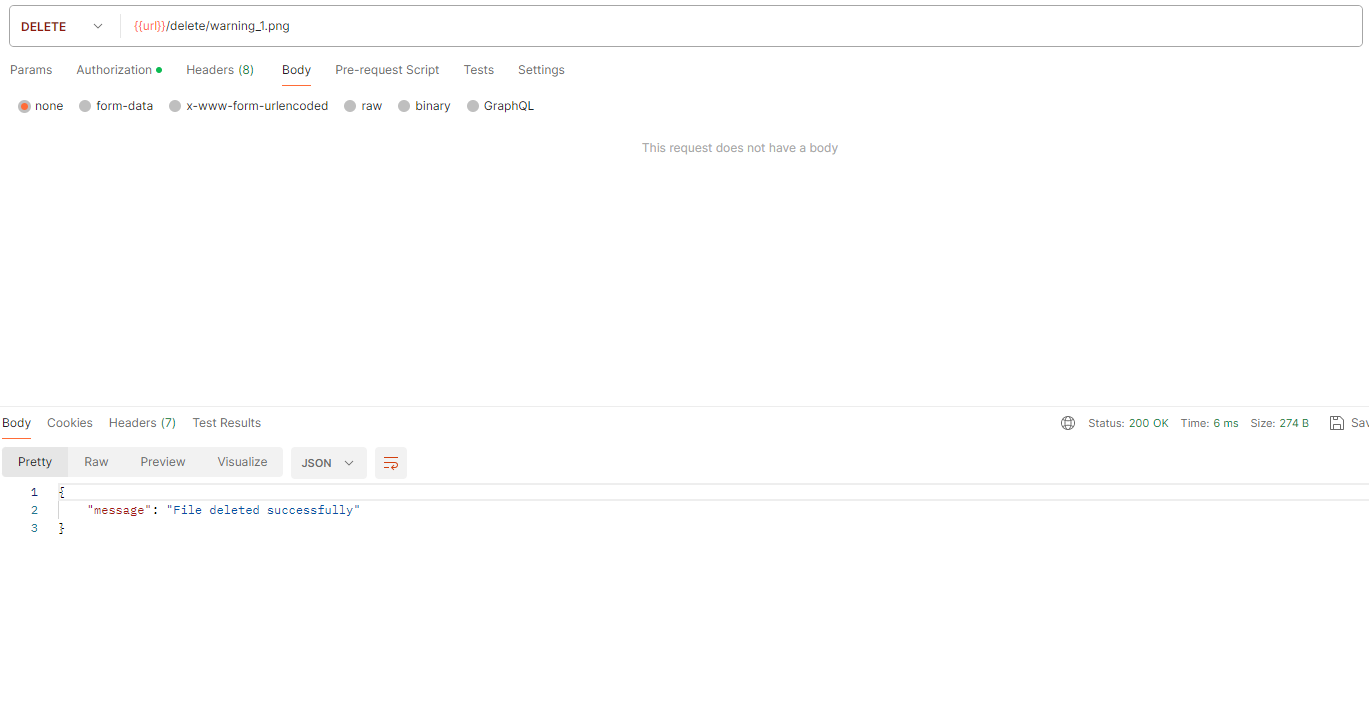 DELETE {{url}}/delete/warning_1.png
Params Authorization Headers (8) Body Pre-request Script Tests Settings
none form-data x-www-form-urlencoded raw binary GraphQL
This request does not have a body
Body Cookies Headers (7) Test Results Status: 200 OK Time: 6 ms Size: 274 B Sav
Pretty Raw Preview Visualize JSON
1 {
2 "message": "File deleted successfully"
3 }